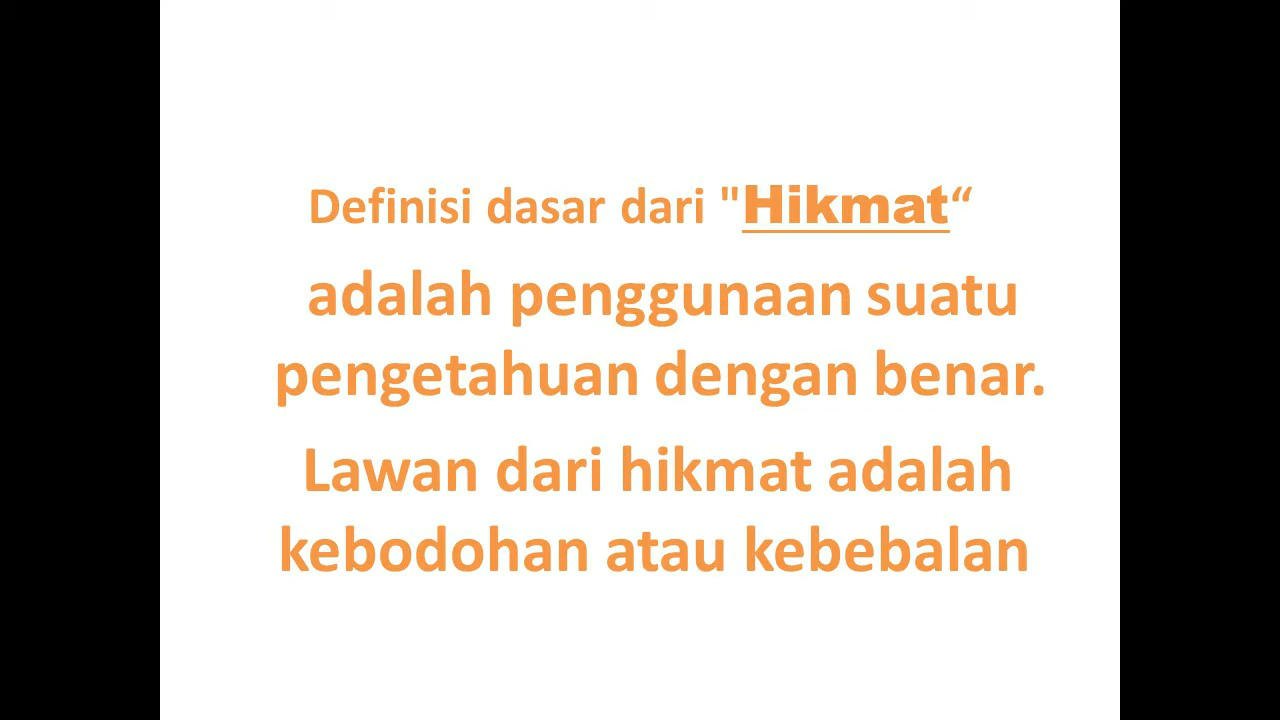 Definisi dasar dari "Hikmat“
adalah penggunaan suatu
pengetahuan dengan benar.
Lawan dari hikmat adalah
kebodohan atau kebebalan